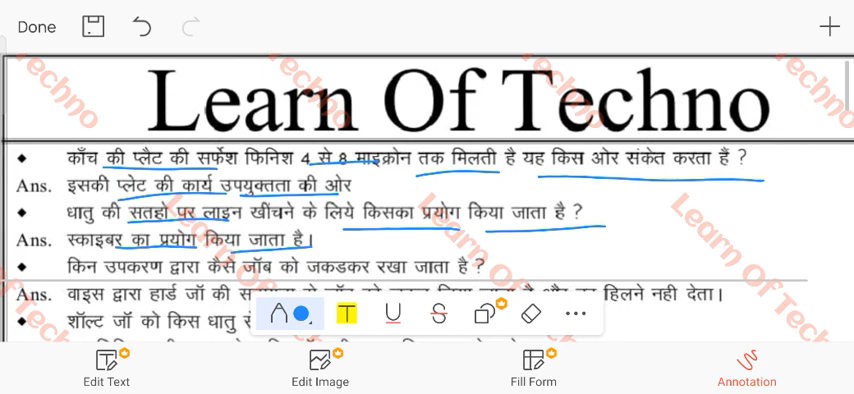 Done
Learn Of Techno
◆ काँच की प्लैट की सर्फेश फिनिश 4 से 8 माइक्रोन तक मिलती है यह किस ओर संकेत करता है ?
Ans. इसकी प्लेट की कार्य उपयुक्तता की ओर
◆ धातु की सतहो पर लाइन खींचने के लिये किसका प्रयोग किया जाता है ?
Ans. स्काइबर का प्रयोग किया जाता है।
◆ किन उपकरण द्वारा कैसे जॉब को जकडकर रखा जाता है ?
Ans. वाइस द्वारा हार्ड जॉ की हिलने नही देता।
◆ शॉल्ट जॉ को किस धातु
Edit Text
Edit Image
Fill Form
Annotation